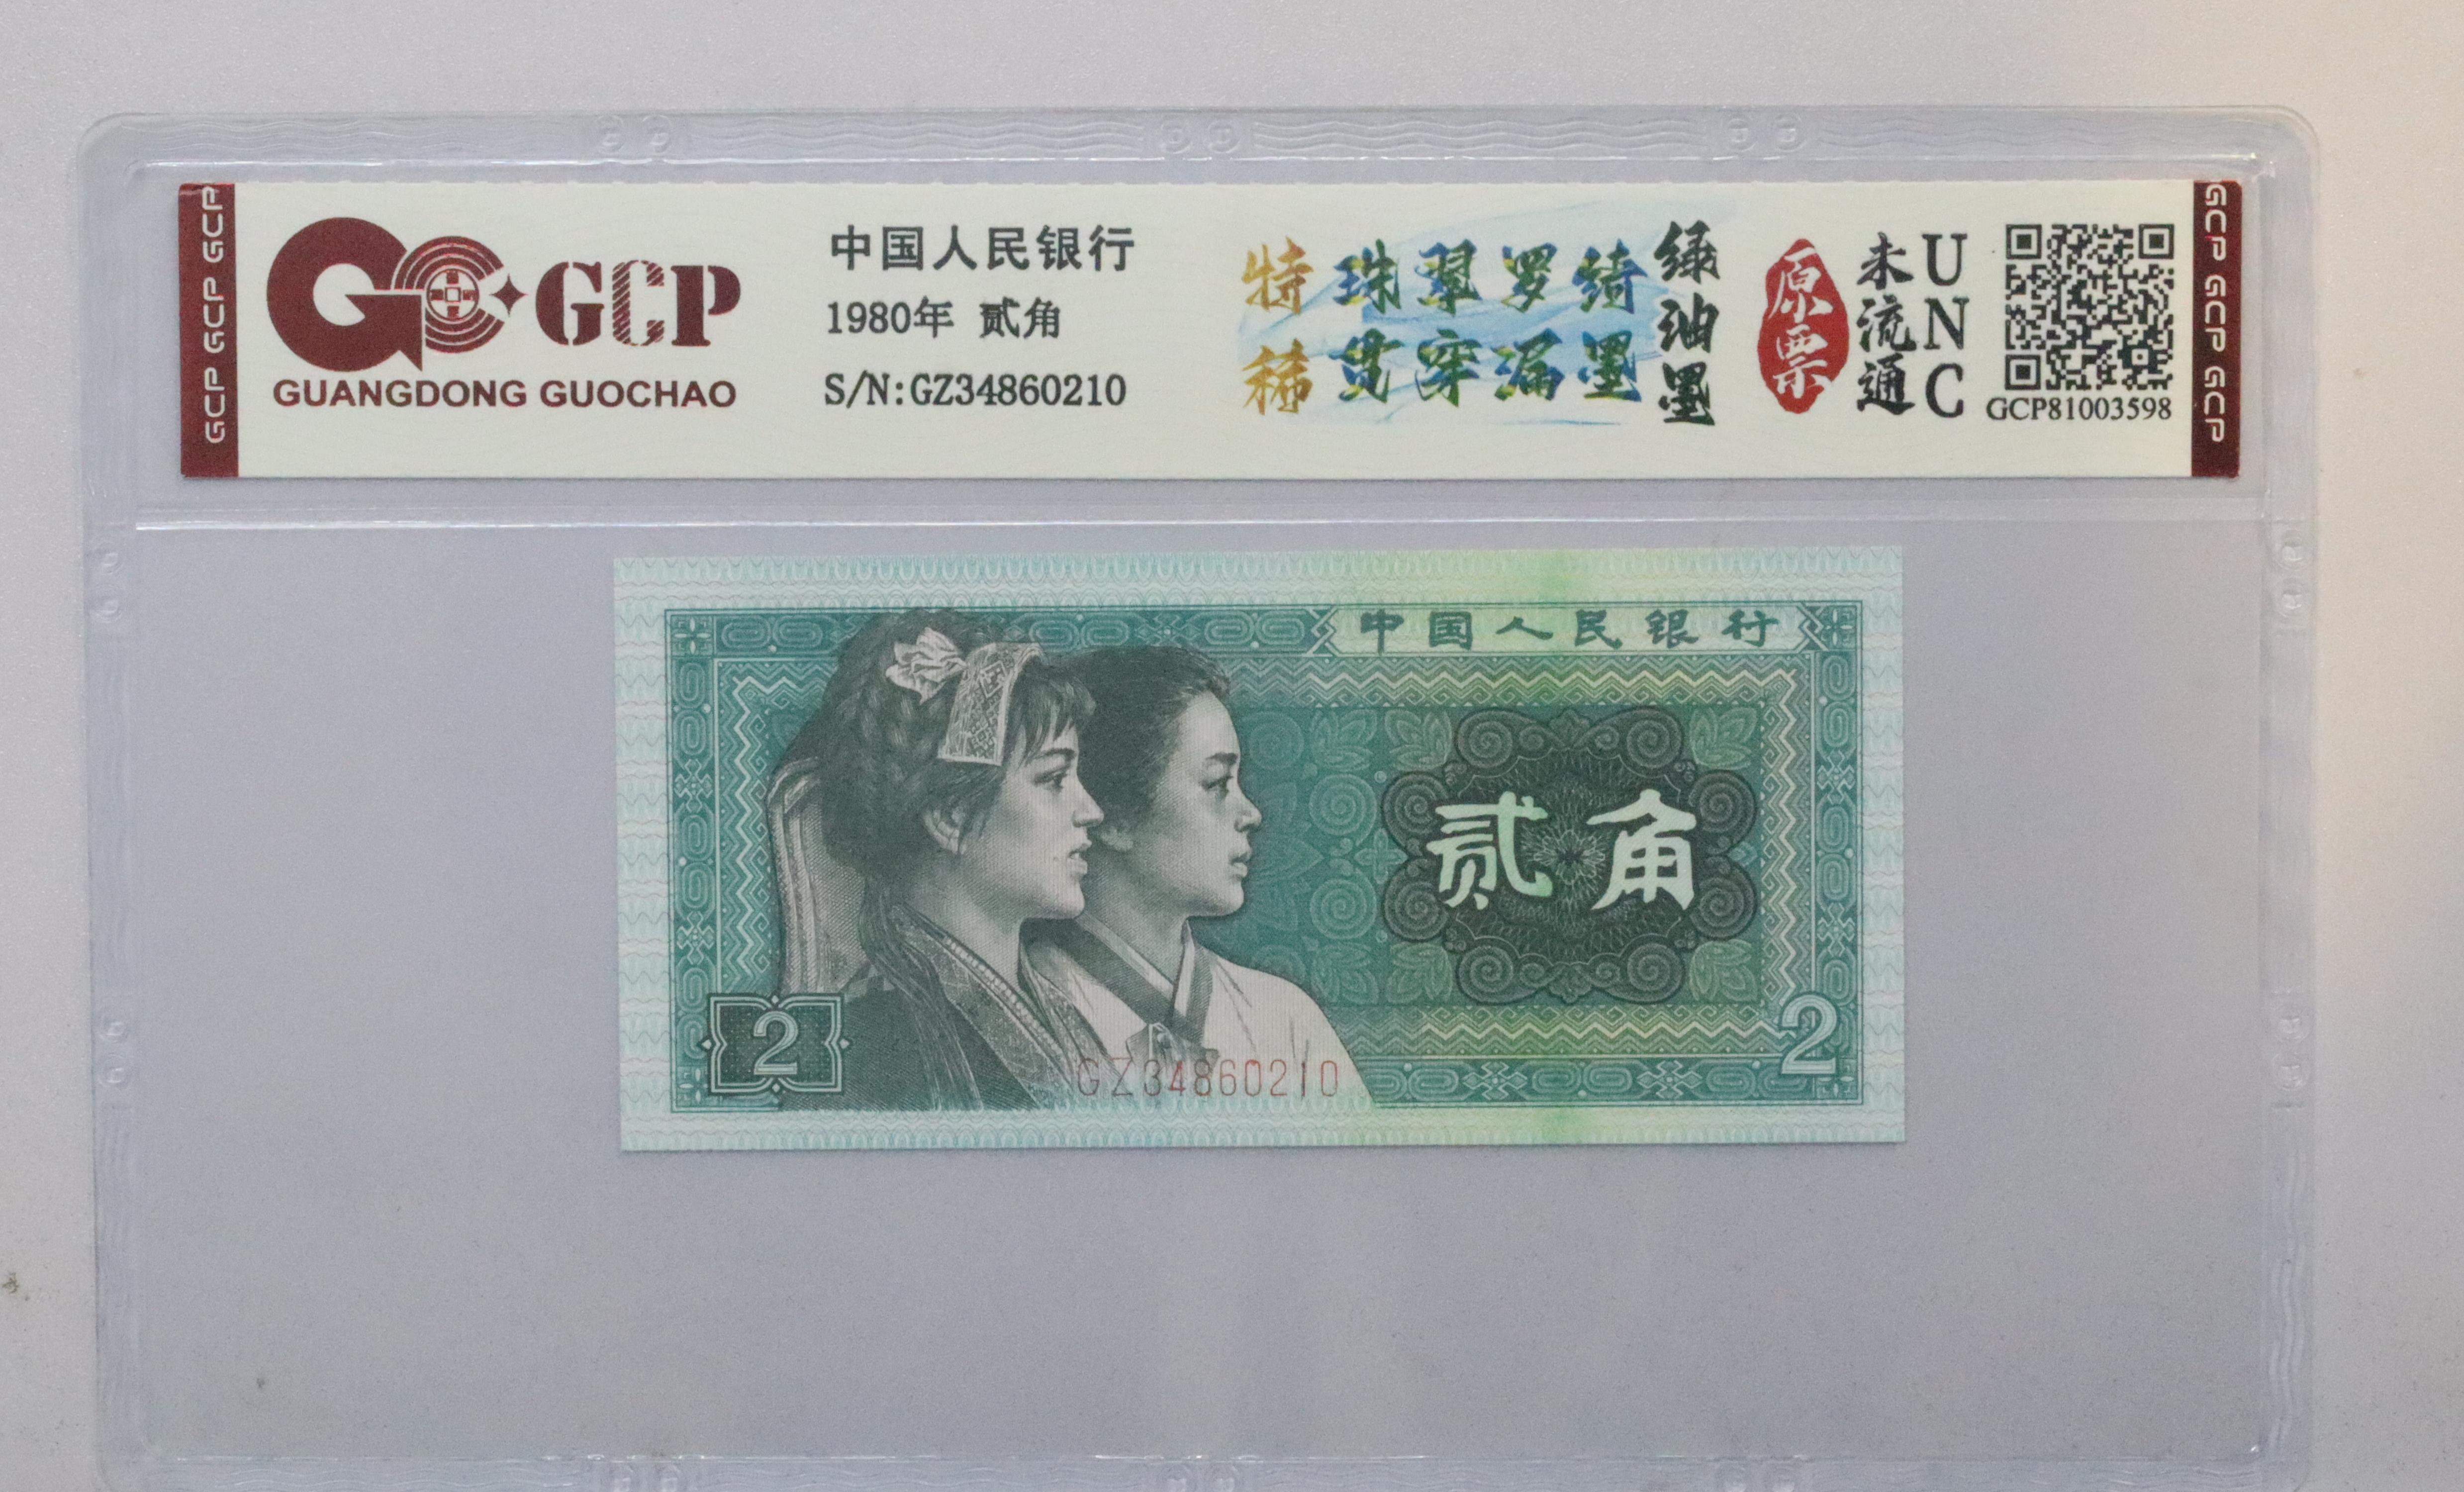 GCP GCP GCP
GCP
GUANGDONG GUOCHAO
中国人民银行
1980年 贰角
S/N:GZ34860210
特稀
珠翠罗绮
贯穿漏墨
绿油墨
原票
未流通
UNC
GCP81003598
GCP GCP GCP
中国人民银行
贰角
2
GZ34860210
2